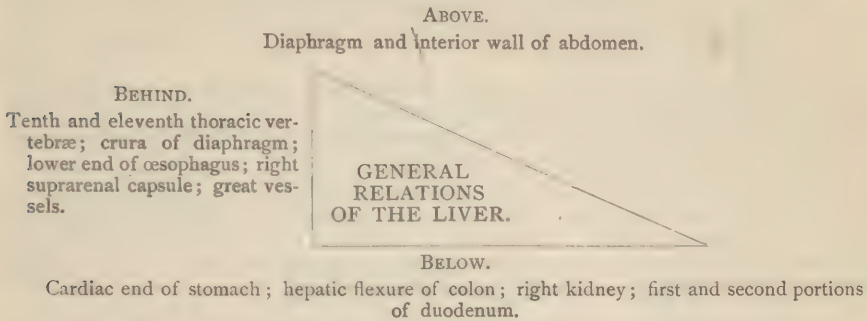 ABOVE.
Diaphragm and interior wall of abdomen.
BEHIND.
Tenth and eleventh thoracic ver-
tebræ; crura of diaphragm;
lower end of œsophagus; right
suprarenal capsule; great ves-
sels.
GENERAL
RELATIONS
OF THE LIVER.
BELOW.
Cardiac end of stomach; hepatic flexure of colon; right kidney; first and second portions
of duodenum.